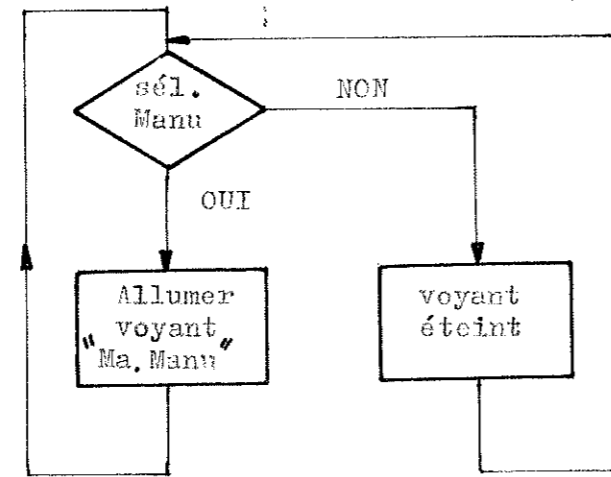 sél.
Manu
NON
OUI
Allumer
voyant
"Ma.Manu"
voyant
éteint